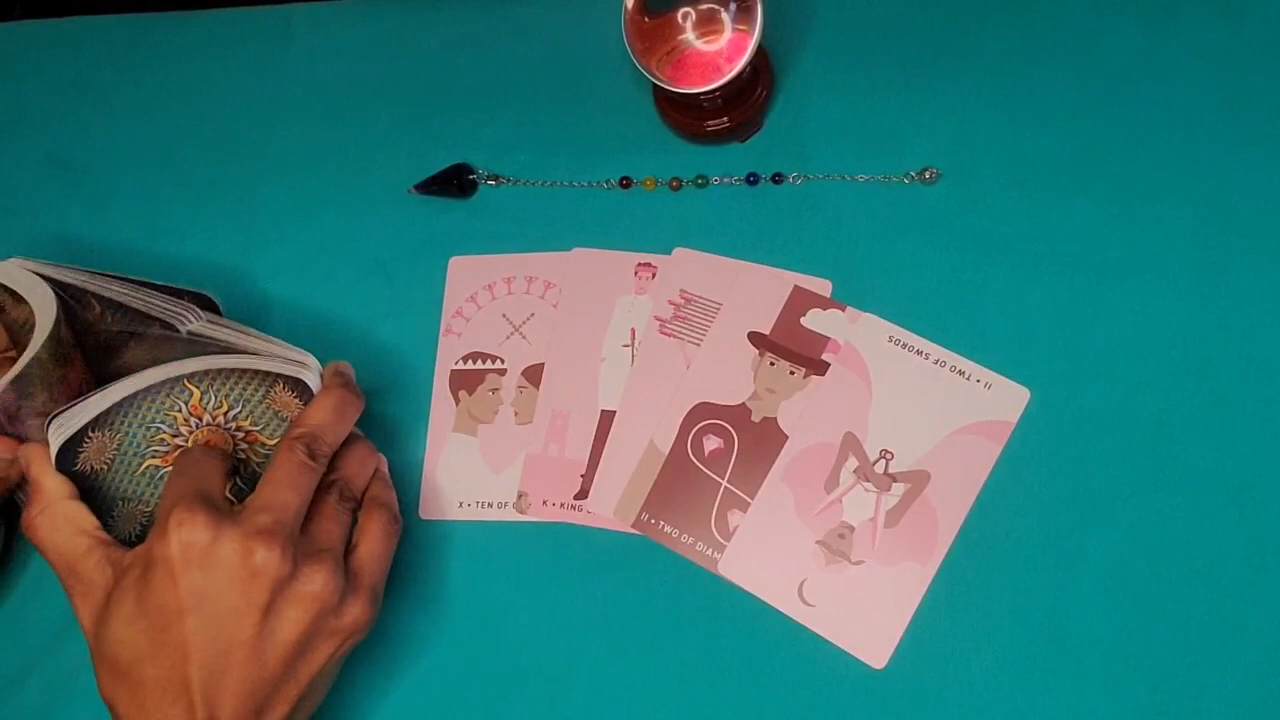 X • TEN OF
K • KING
II • TWO OF DIAM
II • TWO OF SWORDS